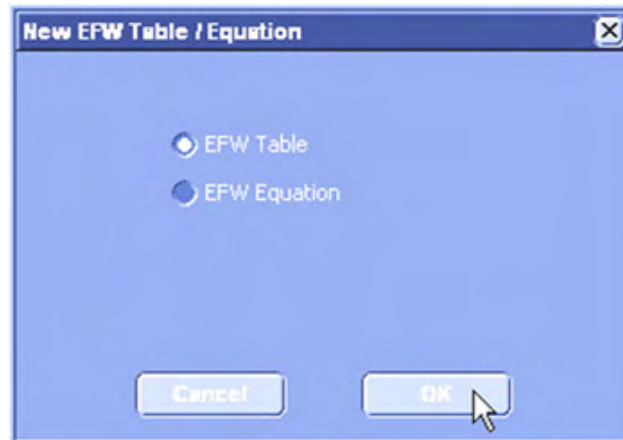 New EFW Table / Equation
EFW Table
EFW Equation
Cancel
OK